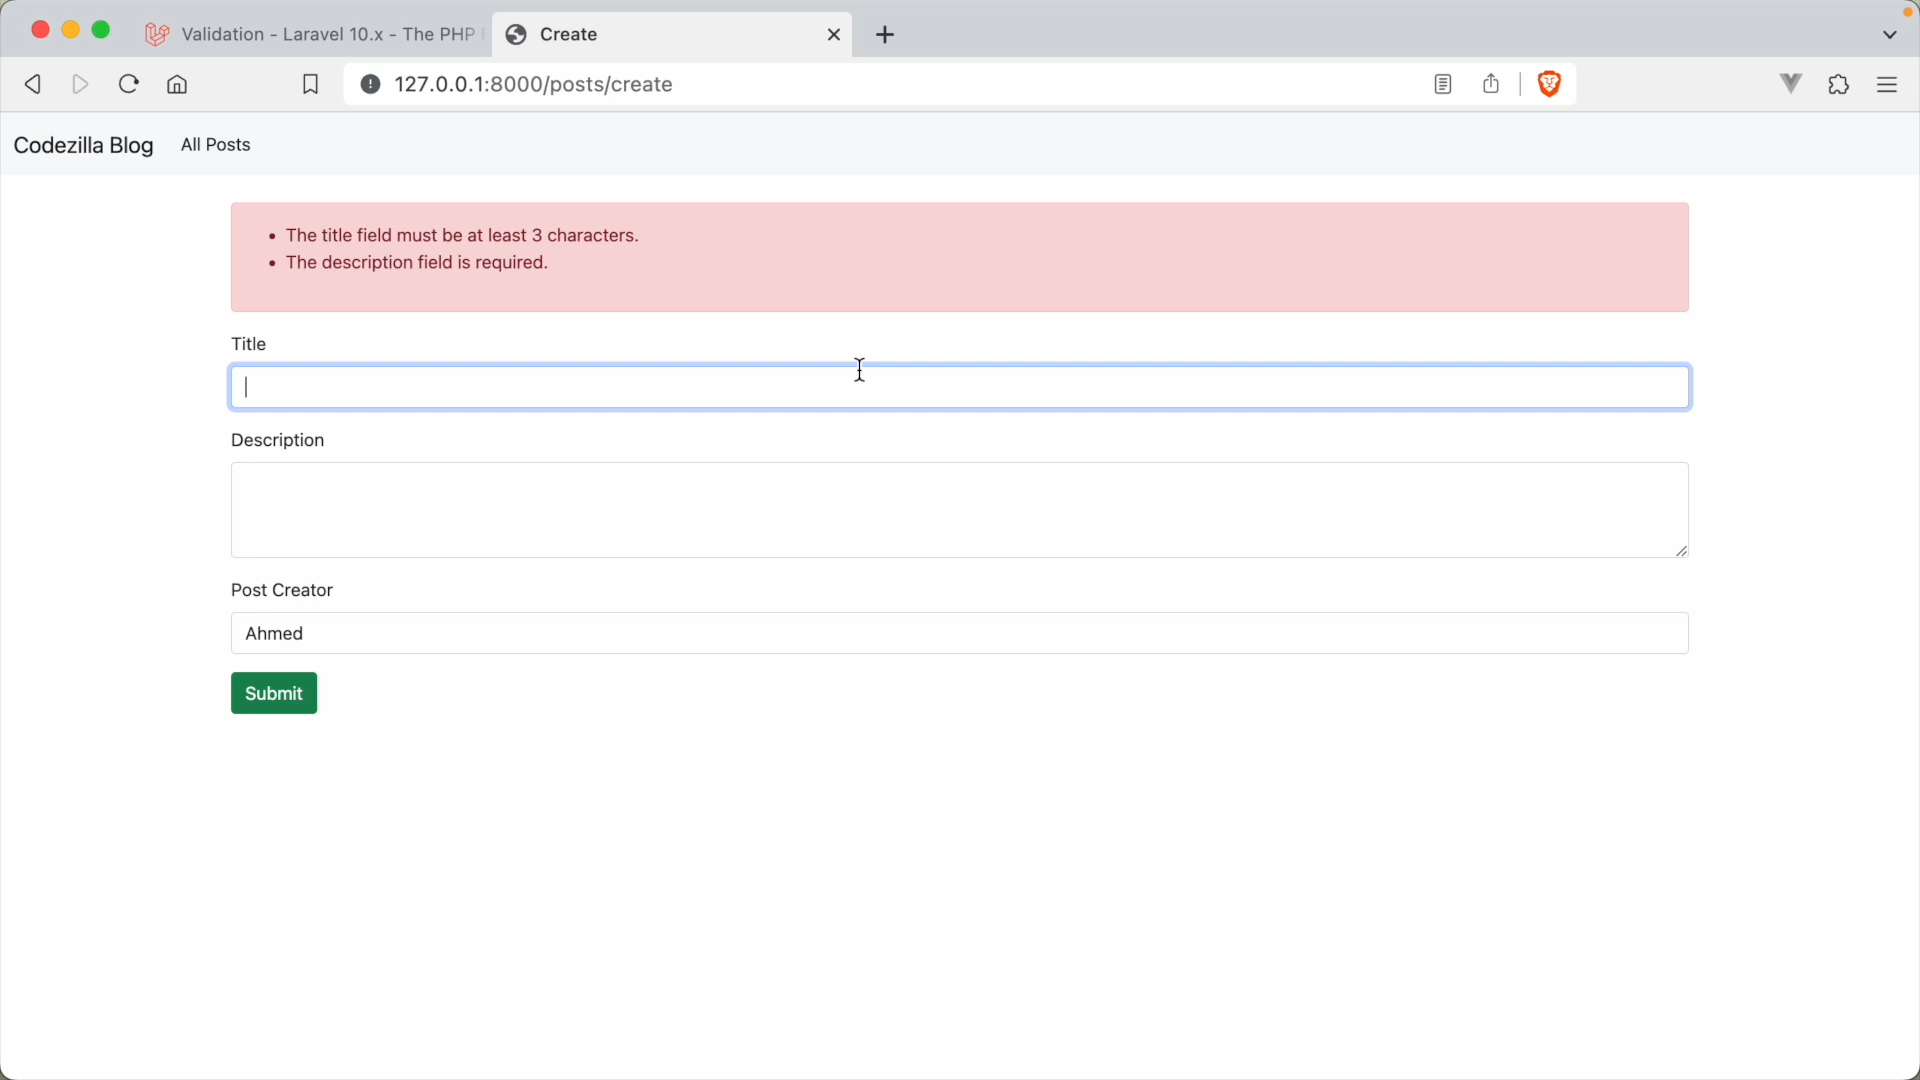 Validation - Laravel 10.x - The PHP
Create
127.0.0.1:8000/posts/create
Codezilla Blog
All Posts
The title field must be at least 3 characters.
The description field is required.
Title
Description
Post Creator
Ahmed
Submit